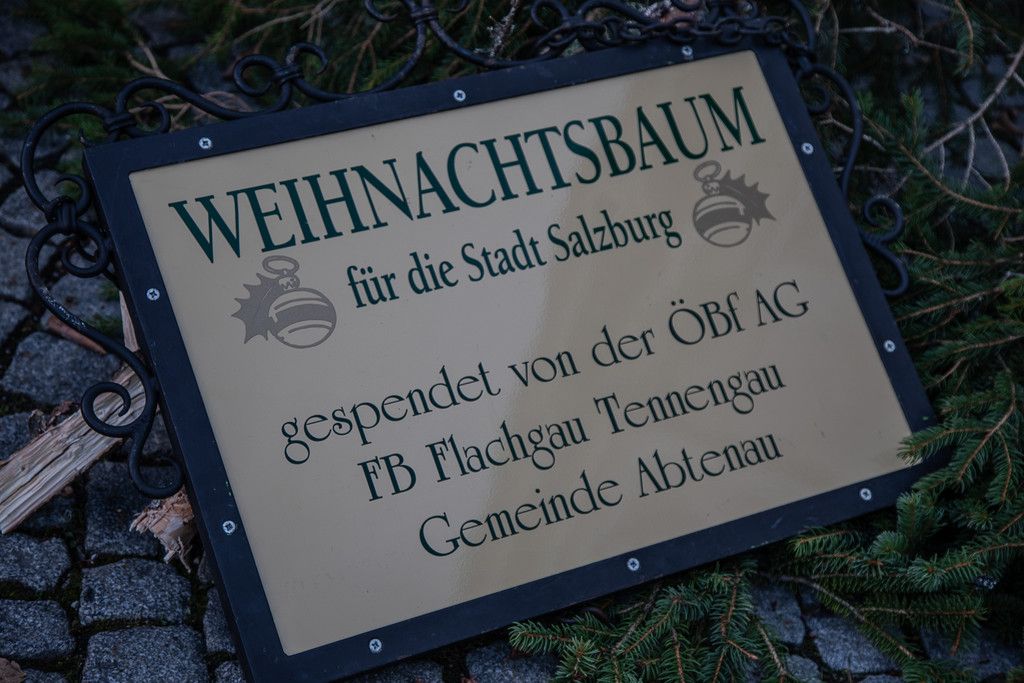 WEIHNACHTSBAUM
für die Stadt Salzburg
gespendet von der ÖBf AG
FB Flachgau Tennengau
Gemeinde Abtenau